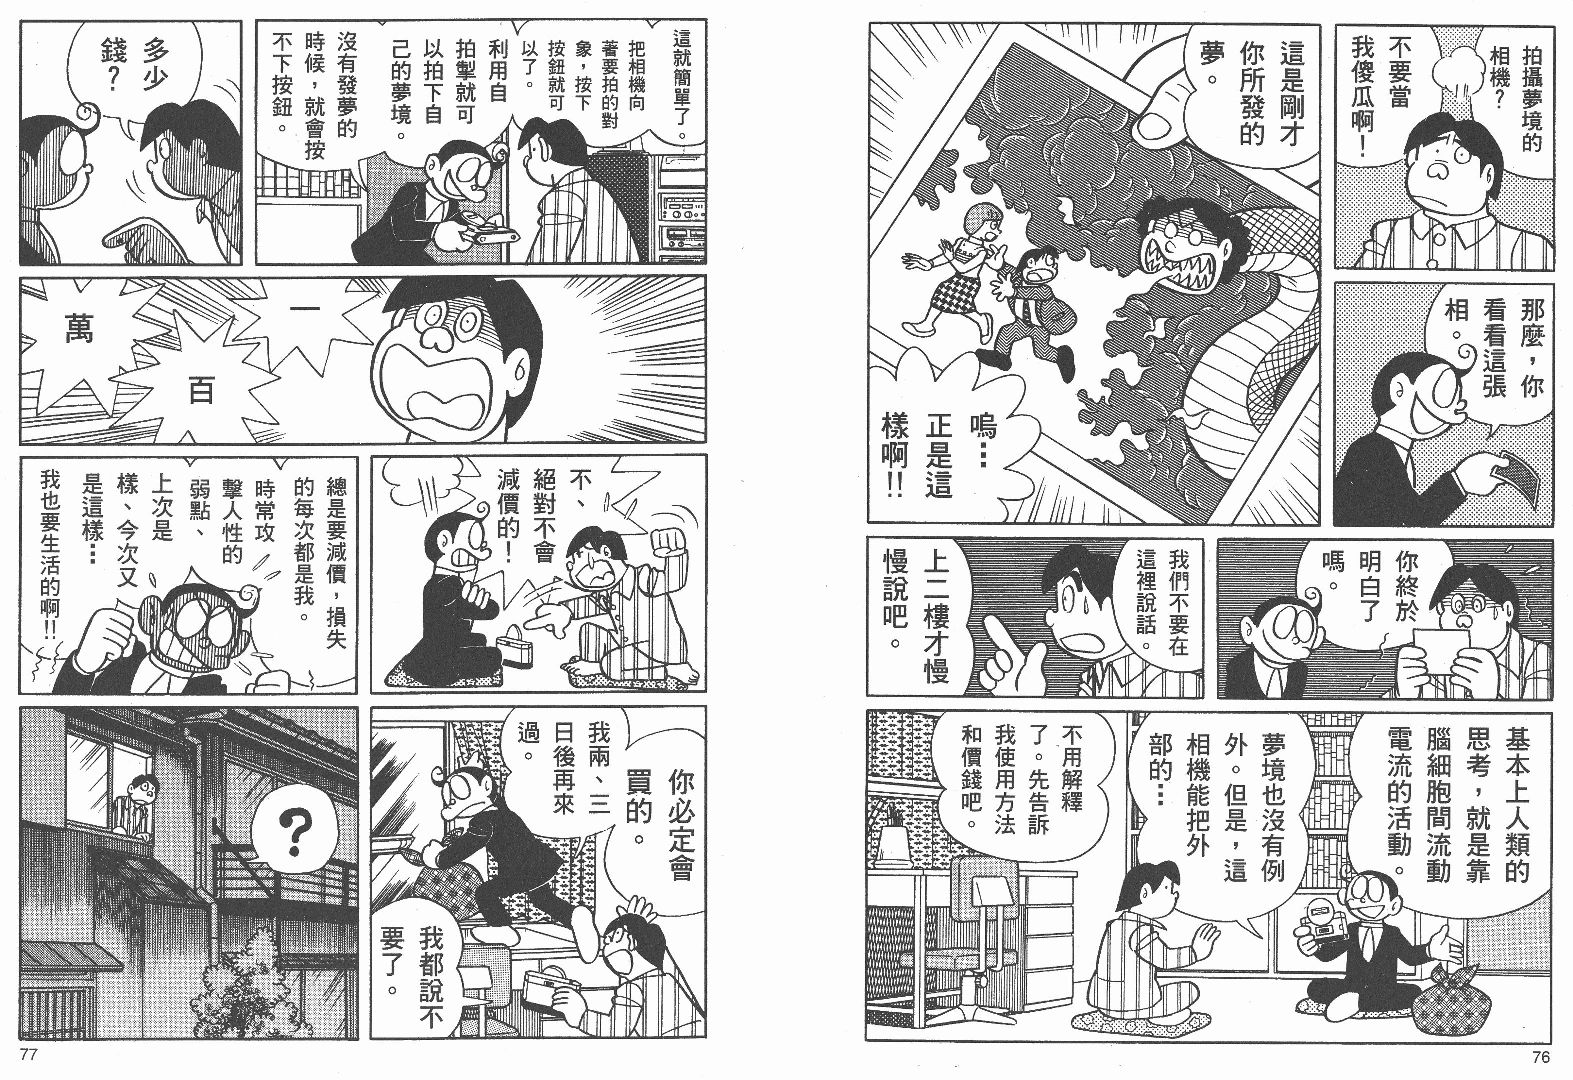 拍攝夢境的
相機?
不要當
我傻瓜啊!
那麼,你
看看這張
相。
這是剛才
你所發的
夢。
嗚…
正是這
樣啊!!
你終於
明白了
嗎。
我們不要在
這裡說話。
上二樓才慢
慢說吧。
基本上人類的
思考,就是靠
腦細胞間流動
電流的活動。
夢境也沒有例
外。但是,這
相機能把外
部的…
不用解釋
了。先告訴
我使用方法
和價錢吧。
76
這就簡單了。
把相機向
著要拍的對
象,按下
按鈕就可
以了。
利用自
拍掣就可
以拍下自
己的夢境。
沒有發夢的
時候,就會按
不下按鈕。
多少
錢?
一
百
萬
不、
絕對不會
減價的!
總是要減價,損失
的每次都是我。
時常攻
擊人性的
弱點、
上次是
樣、今次又
是這樣…
我也要生活的啊!!
你必定會
買的。
我兩、三
日後再來
過。
我都說不
要了。
?
77